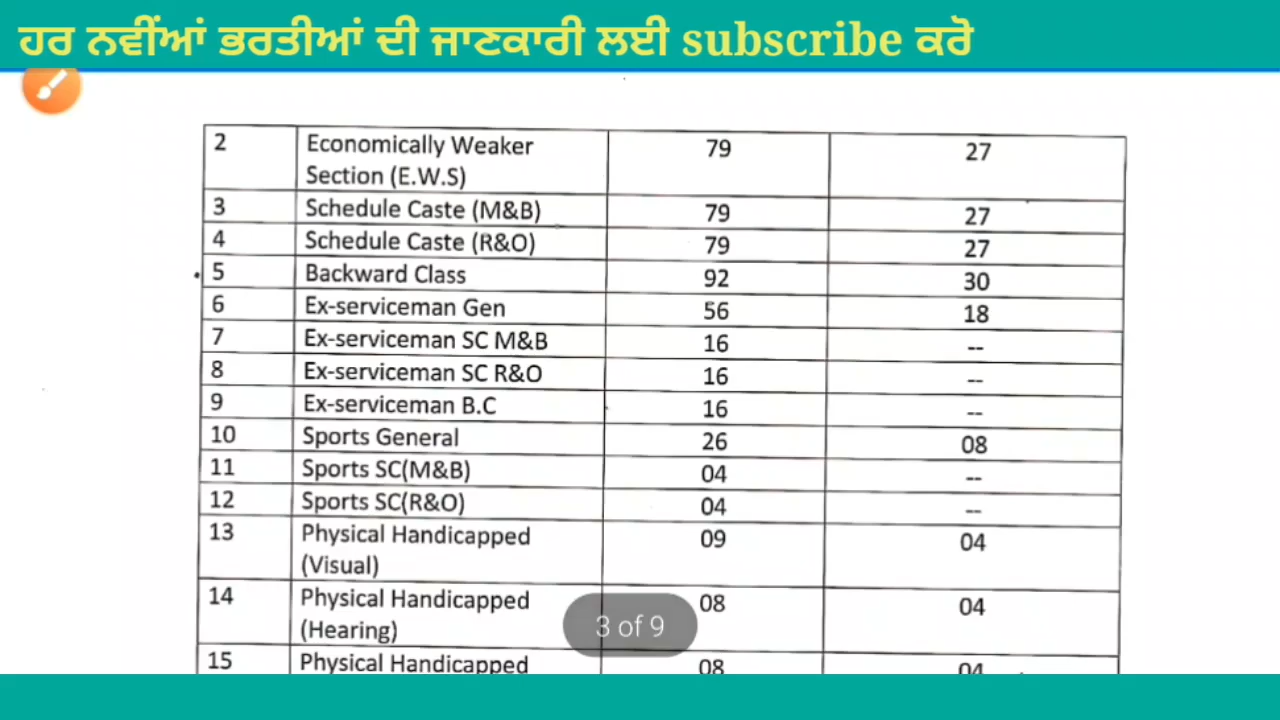 ਹਰ ਨਵੀਂਆਂ ਭਰਤੀਆਂ ਦੀ ਜਾਣਕਾਰੀ ਲਈ subscribe ਕਰੋ
2 Economically Weaker 79 27
Section (E.W.S)
3 Schedule Caste (M&B) 79 27
4 Schedule Caste (R&O) 79 27
5 Backward Class 92 30
6 Ex-serviceman Gen 56 18
7 Ex-serviceman SC M&B 16 --
8 Ex-serviceman SC R&O 16 --
9 Ex-serviceman B.C 16 --
10 Sports General 26 08
11 Sports SC(M&B) 04 --
12 Sports SC(R&O) 04 --
13 Physical Handicapped 09 04
(Visual)
14 Physical Handicapped 08 04
(Hearing)
3 of 9
15 Physical Handicapped 08 04